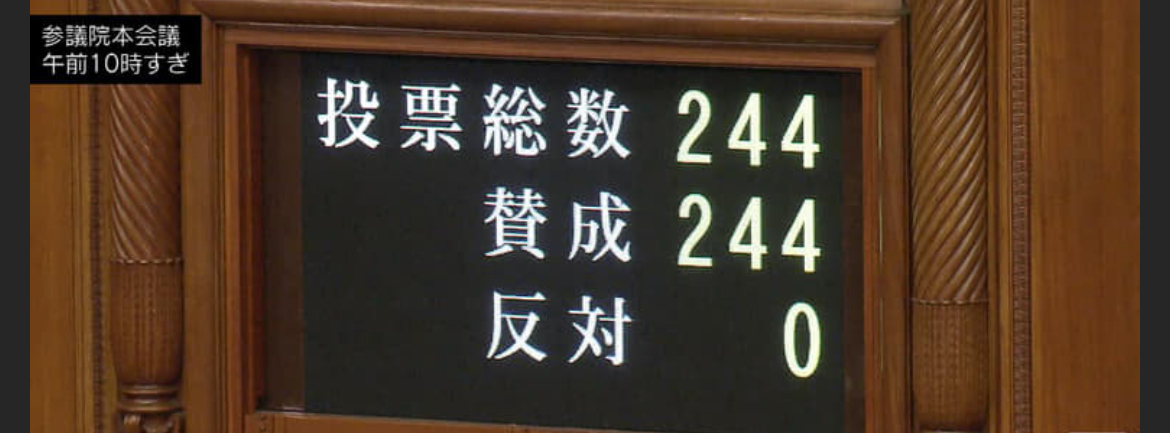 参議院本会議
午前10時すぎ
投票総数 244
賛成 244
反対 0